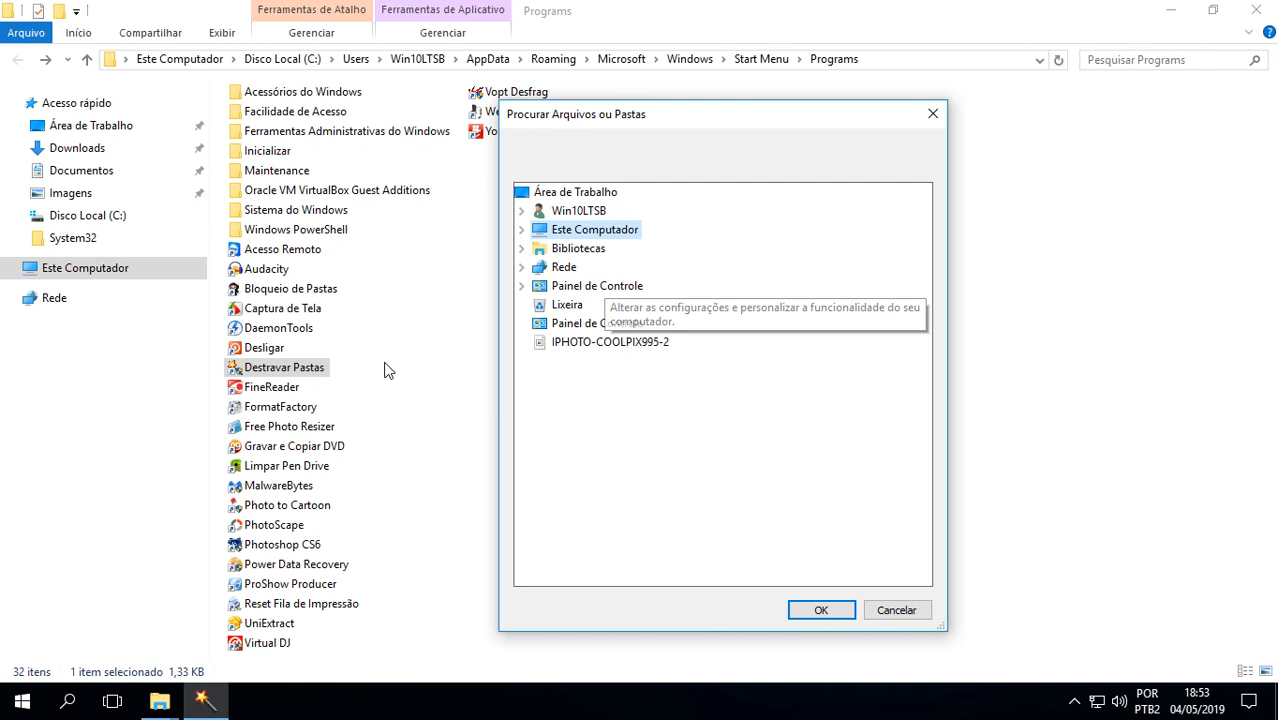 Ferramentas de Atalho
Ferramentas de Aplicativo
Programs
Arquivo
Início
Compartilhar
Exibir
Gerenciar
Gerenciar
Este Computador
Disco Local (C:)
Users
Win10LTSB
AppData
Roaming
Microsoft
Windows
Start Menu
Programs
Pesquisar Programs
Acesso rápido
Área de Trabalho
Downloads
Documentos
Imagens
Disco Local (C:)
System32
Este Computador
Rede
Acessórios do Windows
Facilidade de Acesso
Ferramentas Administrativas do Windows
Inicializar
Maintenance
Oracle VM VirtualBox Guest Additions
Sistema do Windows
Windows PowerShell
Acesso Remoto
Audacity
Bloqueio de Pastas
Captura de Tela
DaemonTools
Desligar
Destravar Pastas
FineReader
FormatFactory
Free Photo Resizer
Gravar e Copiar DVD
Limpar Pen Drive
MalwareBytes
Photo to Cartoon
PhotoScape
Photoshop CS6
Power Data Recovery
ProShow Producer
Reset Fila de Impressão
UniExtract
Virtual DJ
Vopt Desfrag
Procurar Arquivos ou Pastas
Área de Trabalho
Win10LTSB
Este Computador
Bibliotecas
Rede
Painel de Controle
Lixeira
Alterar as configurações e personalizar a funcionalidade do seu
computador.
Painel de
IPHOTO-COOLPIX995-2
OK
Cancelar
32 itens
1 item selecionado 1,33 KB
POR
PTB2
18:53
04/05/2019